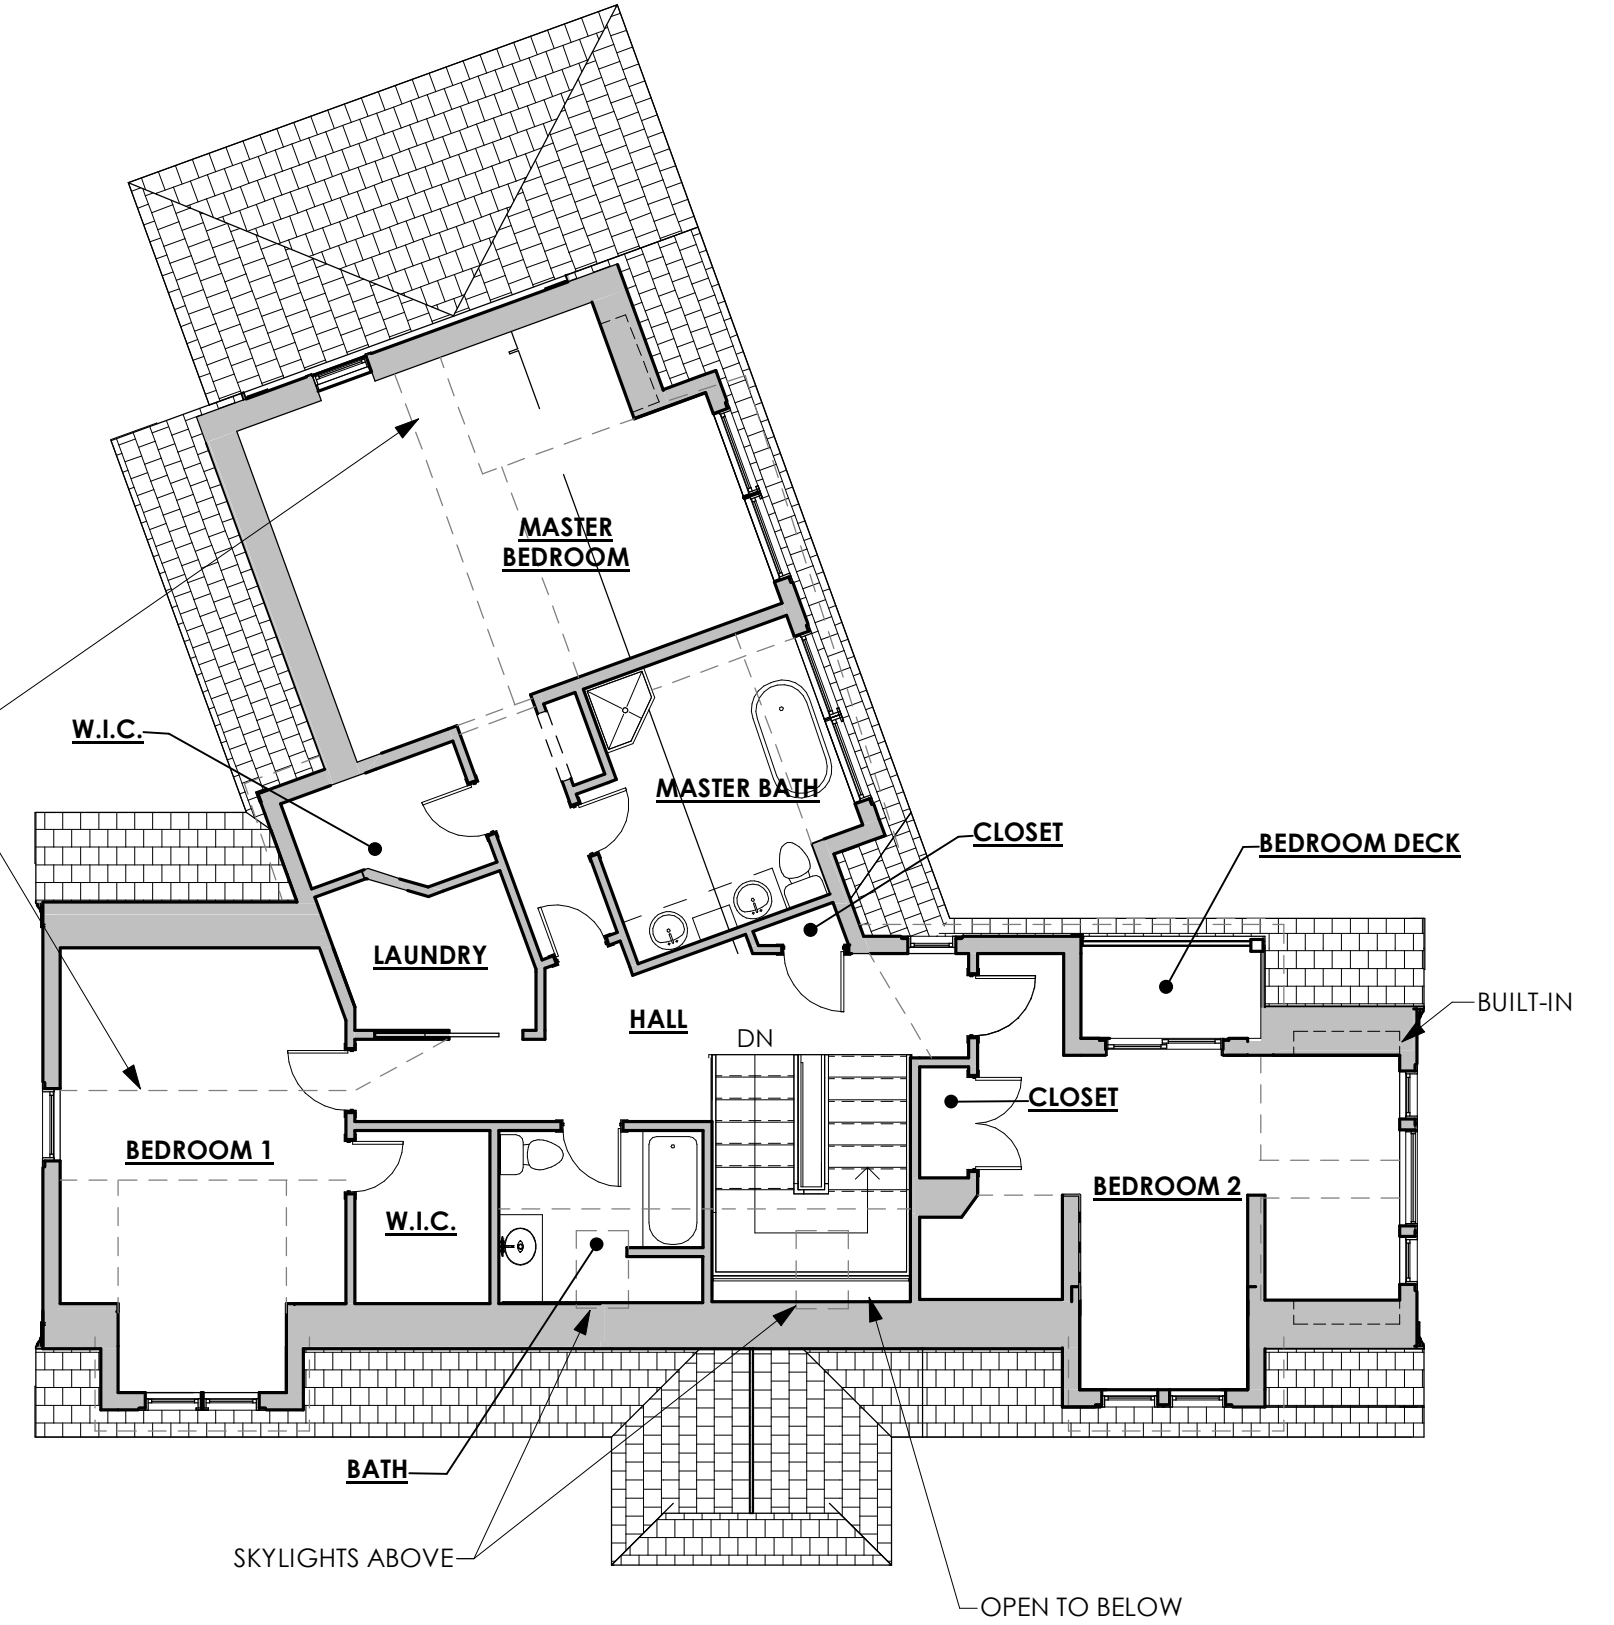 MASTER
BEDROOM
W.I.C.
MASTER BATH
CLOSET
BEDROOM DECK
LAUNDRY
BUILT-IN
HALL
DN
CLOSET
BEDROOM 1
BEDROOM 2
W.I.C.
BATH
SKYLIGHTS ABOVE
OPEN TO BELOW